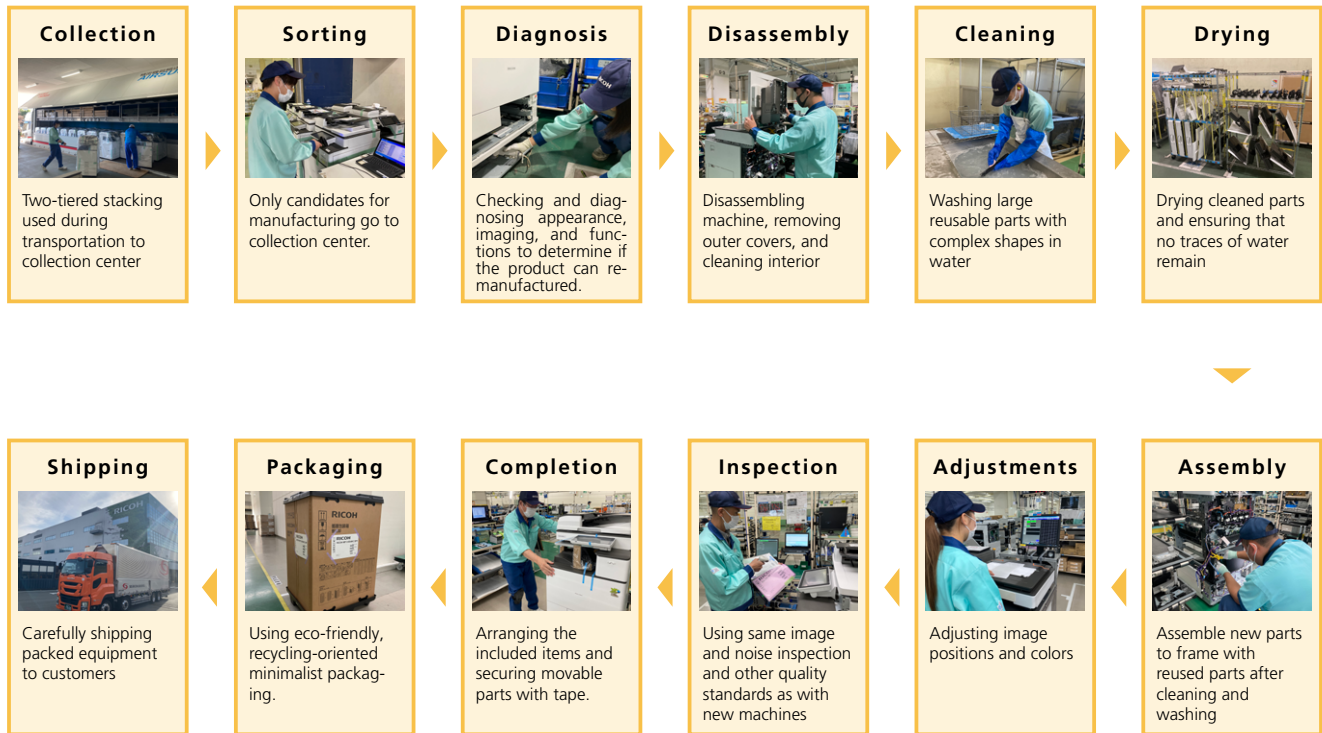 Collection
Two-tiered stacking
used during
transportation to
collection center
Sorting
Only candidates for
manufacturing go to
collection center.
Diagnosis
RICOH
Checking and diag-
nosing appearance,
imaging, and func-
tions to determine if
the product can re-
manufactured.
Disassembly
Disassembling
machine, removing
outer covers, and
cleaning interior
Cleaning
Washing large
reusable parts with
complex shapes in
water
Drying
Drying cleaned parts
and ensuring that
no traces of water
remain
Shipping
RICOH
Carefully shipping
packed equipment
to customers
Packaging
RICOH
RICOH
Using eco-friendly,
recycling-oriented
minimalist packag-
ing.
Completion
Arranging the
included items and
securing movable
parts with tape.
Inspection
Using same image
and noise inspection
and other quality
standards as with
new machines
Adjustments
Adjusting image
positions and colors
Assembly
Assemble new parts
to frame with
reused parts after
cleaning and
washing